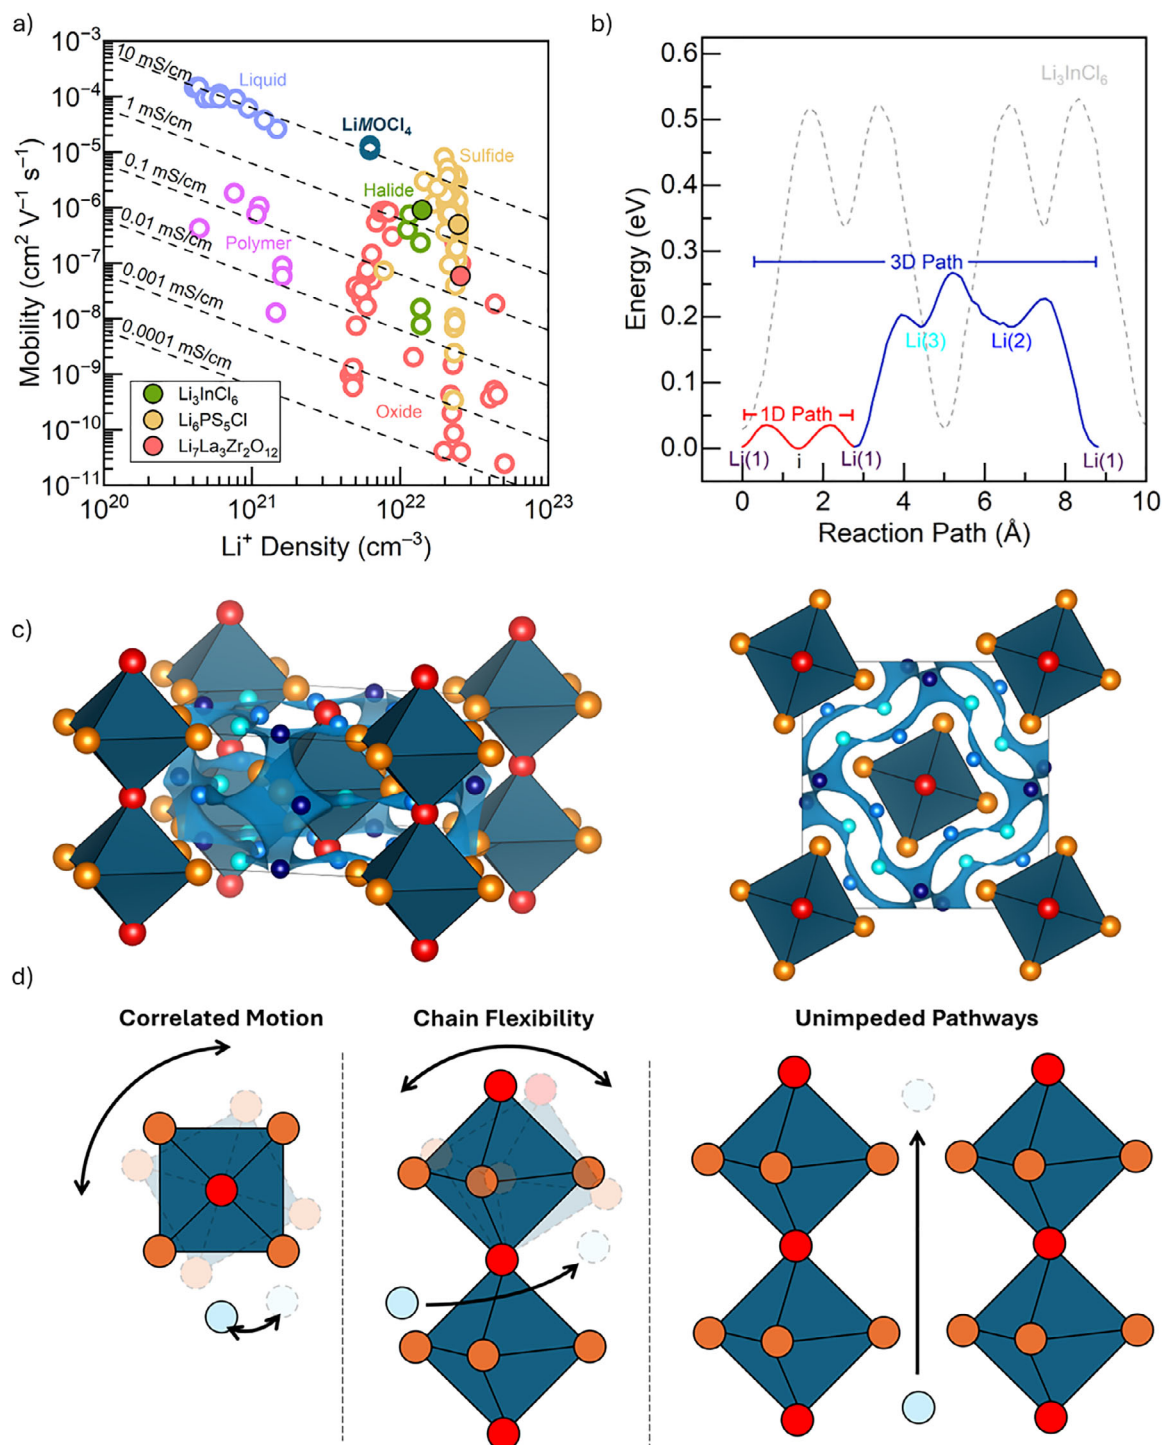 a)
10⁻³
10⁻⁴
10⁻⁵
10⁻⁶
10⁻⁷
10⁻⁸
10⁻⁹
10⁻¹⁰
10⁻¹¹
Mobility (cm² V⁻¹ s⁻¹)
10 mS/cm
1 mS/cm
0.1 mS/cm
0.01 mS/cm
0.001 mS/cm
0.0001 mS/cm
Liquid
LiMOCl₄
Sulfide
Halide
Polymer
Oxide
Li₃InCl₆
Li₆PS₅Cl
Li₇La₃Zr₂O₁₂
10²⁰ 10²¹ 10²² 10²³
Li⁺ Density (cm⁻³)
b)
0.6
0.5
0.4
0.3
0.2
0.1
0.0
Energy (eV)
Li₃InCl₆
3D Path
Li(3) Li(2)
1D Path
Li(1) i Li(1) Li(1)
0 2 4 6 8 10
Reaction Path (Å)
c)
d)
Correlated Motion
Chain Flexibility
Unimpeded Pathways